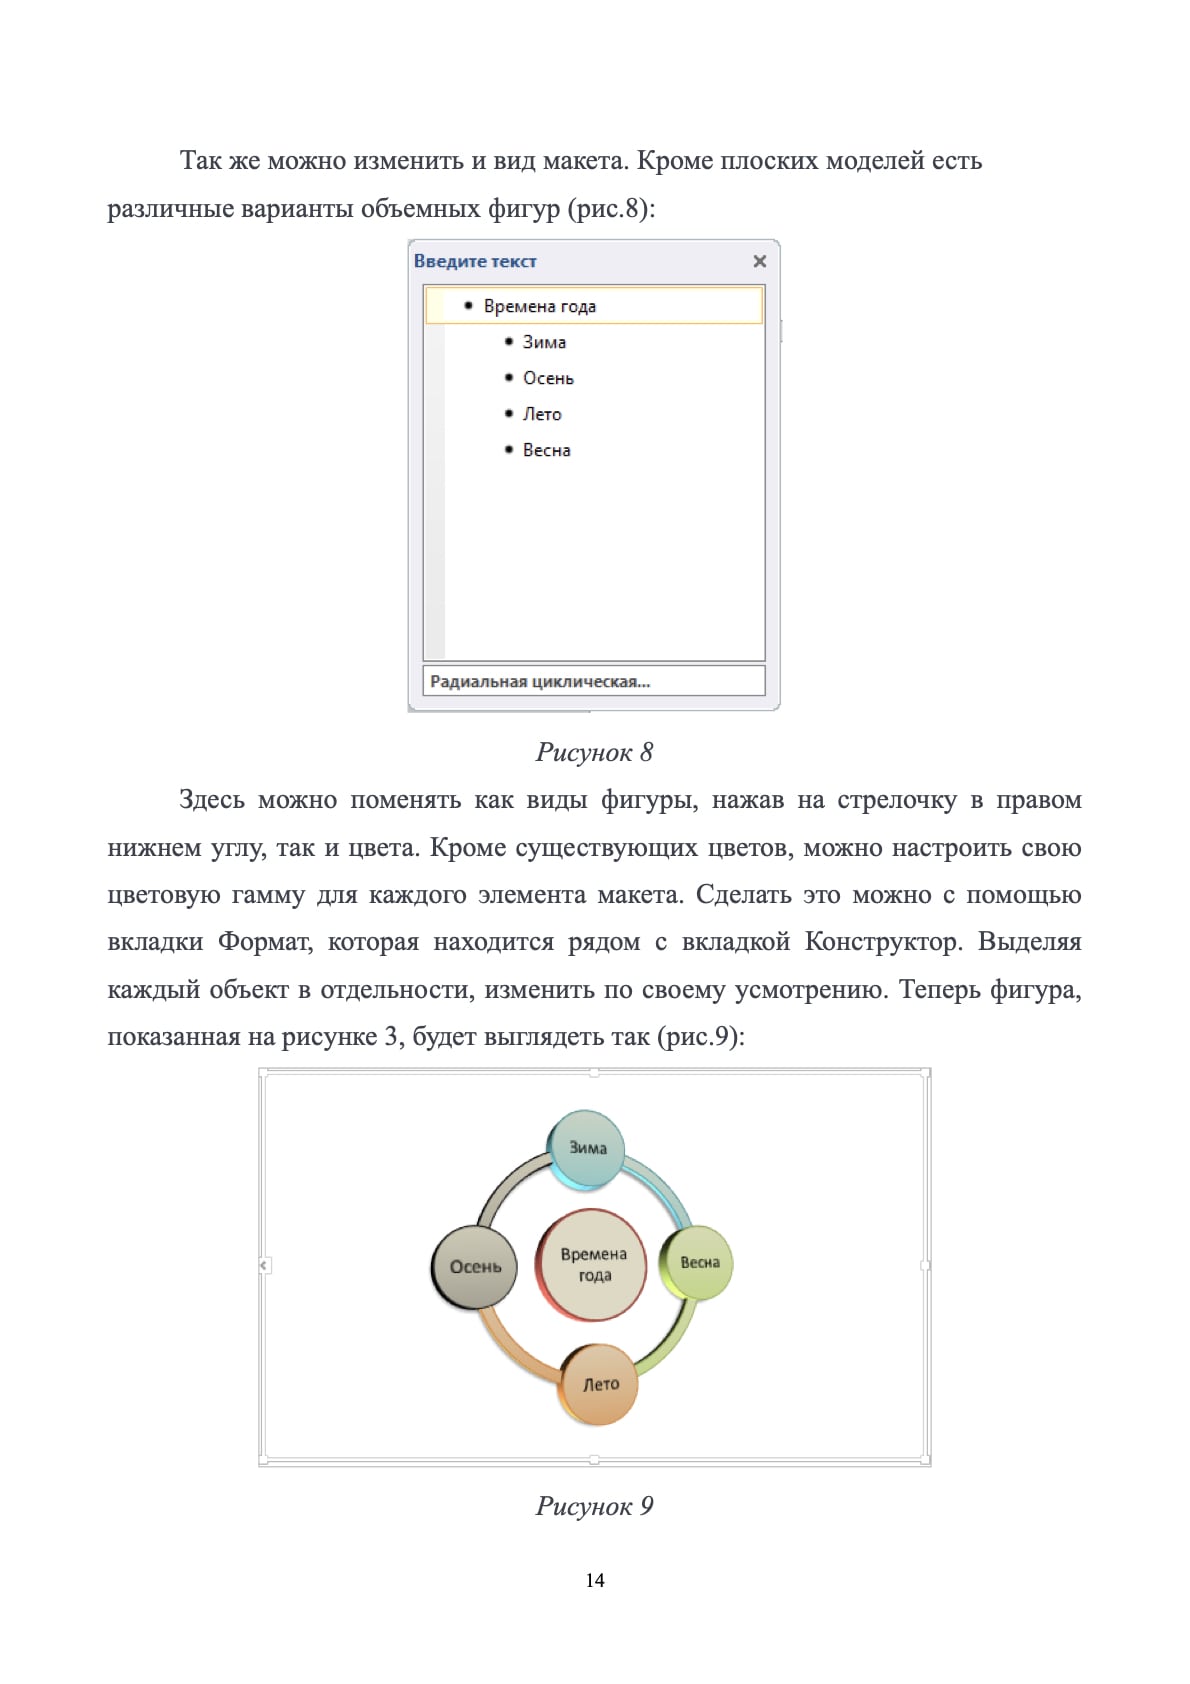 Так же можно изменить и вид макета. Кроме плоских моделей есть
различные варианты объемных фигур (рис.8):
Введите текст
• Времена года
• Зима
• Осень
• Лето
• Весна
Радиальная циклическая...
Рисунок 8
Здесь можно поменять как виды фигуры, нажав на стрелочку в правом
нижнем углу, так и цвета. Кроме существующих цветов, можно настроить свою
цветовую гамму для каждого элемента макета. Сделать это можно с помощью
вкладки Формат, которая находится рядом с вкладкой Конструктор. Выделяя
каждый объект в отдельности, изменить по своему усмотрению. Теперь фигура,
показанная на рисунке 3, будет выглядеть так (рис.9):
Зима
Осень
Времена
года
Весна
Лето
Рисунок 9
14